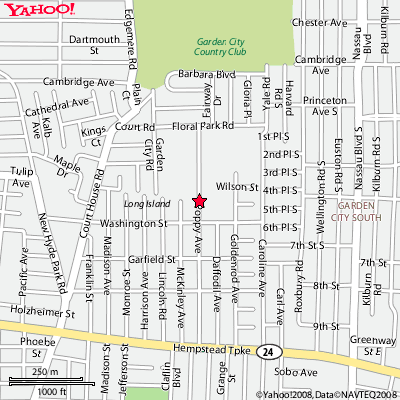 YAHOO!
Edgemere Rd
Dartmouth St
Garden City Country Club
Chester Ave
Nassau Blvd
Kilburn Rd
Cambridge Ave
Cambridge Ave
Barbara Blvd
Plain Ct
Fairlawn Dr
Gloria Pl
Harvard Rd S
Princeton Ave S
Cathedral Ave
Kalb Ave
Kings Ct
Court Rd
Floral Park Rd
1st Pl S
2nd Pl S
3rd Pl S
4th Pl S
5th Pl S
6th Pl S
Euston Rd S
Nassau Blvd S
Kilburn Rd S
Maple Dr
Tulip Ave
Court House Rd
Garden City Rd
Wilson St
Long Island
Poppy Ave
Wellington Rd S
GARDEN CITY SOUTH
New Hyde Park Rd
Washington St
7th St S
Pacific Ave
Franklin St
Madison Ave
Monroe St
Harrison Ave
Garfield St
Lincoln Rd
McKinley Ave
Daffodil Ave
Goldenrod Ave
Caroline Ave
Carl Ave
Roxbury Rd
8th St
7th St
Kilburn Rd
Holzheimer St
9th St
Phoebe St
Hempstead Tpke
24
Greenway St E
Madison St
Jefferson St
Claflin Blvd
Grange St
250 m
1000 ft
©Yahoo!2008, Data©NAVTEQ2008